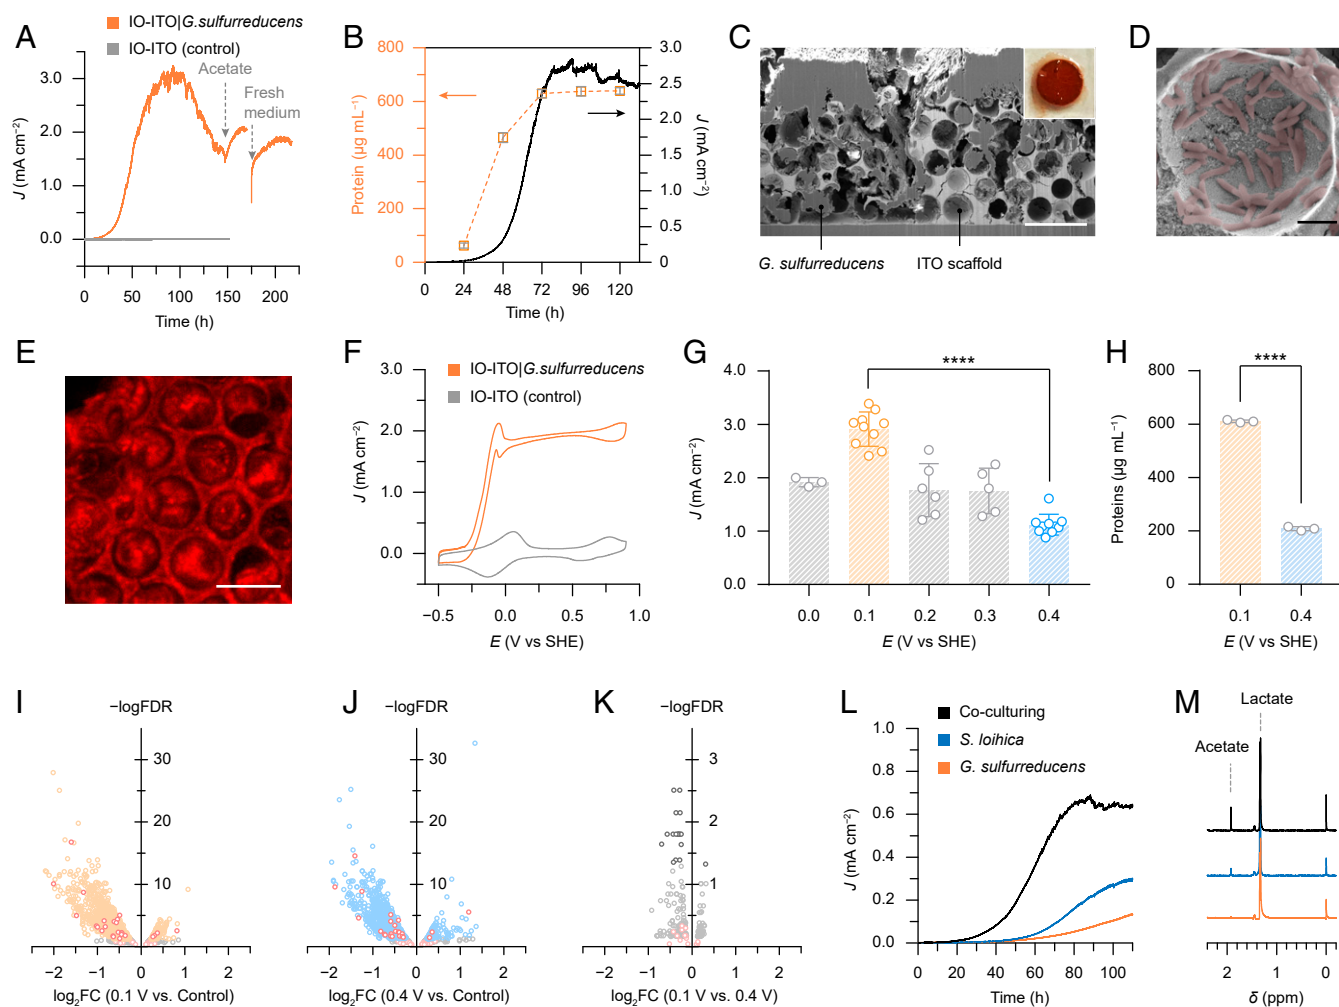 A
IO-ITO|G.sulfurreducens
IO-ITO (control)
Acetate
Fresh
medium
3.0
2.0
1.0
0.0
J (mA cm−2)
0 50 100 150 200
Time (h)
B
800
600
400
200
0
Protein (µg mL−1)
3.0
2.5
2.0
1.5
1.0
0.5
0.0
J (mA cm−2)
0 24 48 72 96 120
Time (h)
C
G. sulfurreducens
ITO scaffold
D
E
F
IO-ITO|G.sulfurreducens
IO-ITO (control)
3.0
2.0
1.0
0.0
J (mA cm−2)
−0.5 0.0 0.5 1.0
E (V vs SHE)
G
****
4.0
3.0
2.0
1.0
0.0
J (mA cm−2)
0.0 0.1 0.2 0.3 0.4
E (V vs SHE)
H
****
800
600
400
200
0
Proteins (µg mL−1)
0.1 0.4
E (V vs SHE)
I
−logFDR
30
20
10
−2 −1 0 1 2
log2FC (0.1 V vs. Control)
J
−logFDR
30
20
10
−2 −1 0 1 2
log2FC (0.4 V vs. Control)
K
−logFDR
3
2
1
−2 −1 0 1 2
log2FC (0.1 V vs. 0.4 V)
L
Co-culturing
S. loihica
G. sulfurreducens
1.0
0.8
0.6
0.4
0.2
0.0
J (mA cm−2)
0 20 40 60 80 100
Time (h)
M
Lactate
Acetate
2 1 0
δ (ppm)